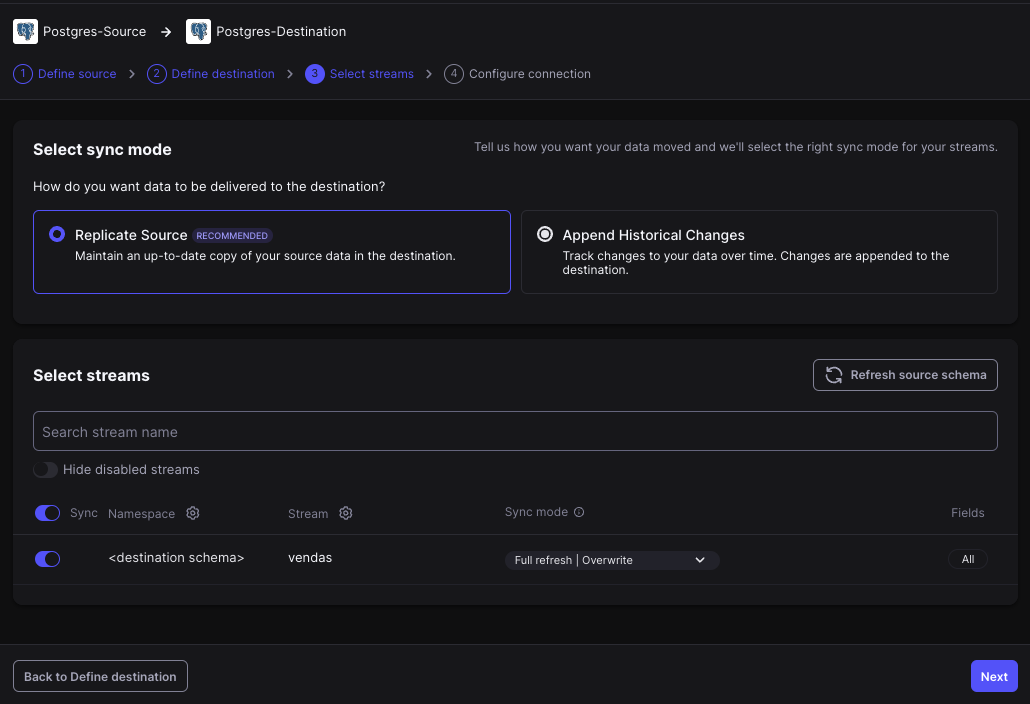 Postgres-Source → Postgres-Destination
1 Define source > 2 Define destination > 3 Select streams > 4 Configure connection
Select sync mode
Tell us how you want your data moved and we'll select the right sync mode for your streams.
How do you want data to be delivered to the destination?
Replicate Source RECOMMENDED
Maintain an up-to-date copy of your source data in the destination.
Append Historical Changes
Track changes to your data over time. Changes are appended to the
destination.
Select streams
Refresh source schema
Search stream name
Hide disabled streams
Sync Namespace Stream Sync mode Fields
<destination schema> vendas Full refresh | Overwrite All
Back to Define destination
Next